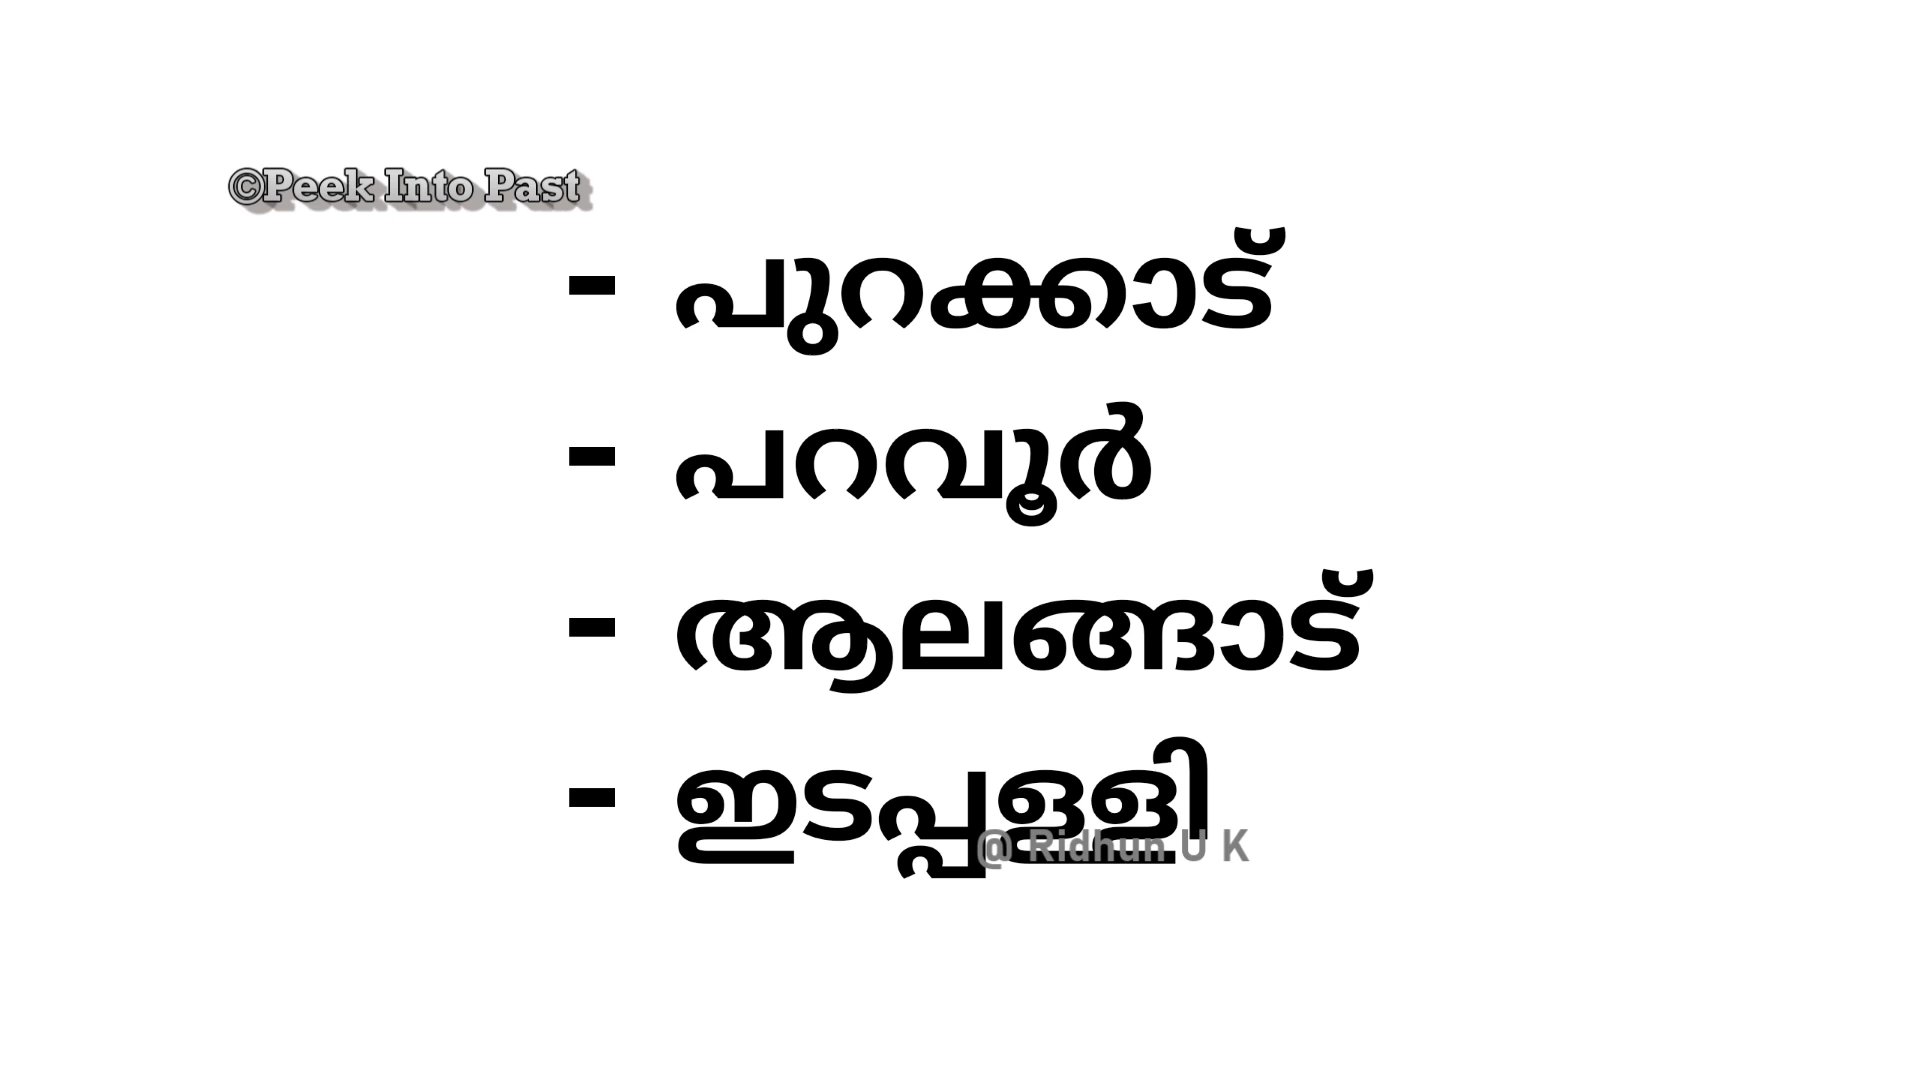 ©Peek Into Past
- പുറക്കാട്
- പറവൂർ
- ആലങ്ങാട്
- ഇടപ്പള്ളി
@ Ridhun U K